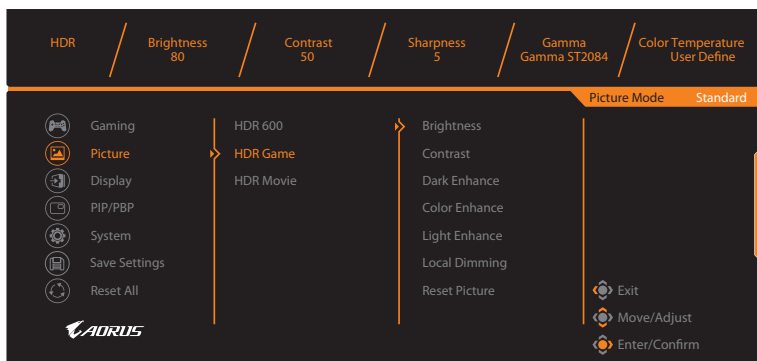 HDR
Brightness
80
Contrast
50
Sharpness
5
Gamma
Gamma ST2084
Color Temperature
User Define
Picture Mode Standard
Gaming
Picture
Display
PIP/PBP
System
Save Settings
Reset All
HDR 600
HDR Game
HDR Movie
Brightness
Contrast
Dark Enhance
Color Enhance
Light Enhance
Local Dimming
Reset Picture
Exit
Move/Adjust
Enter/Confirm
AORUS